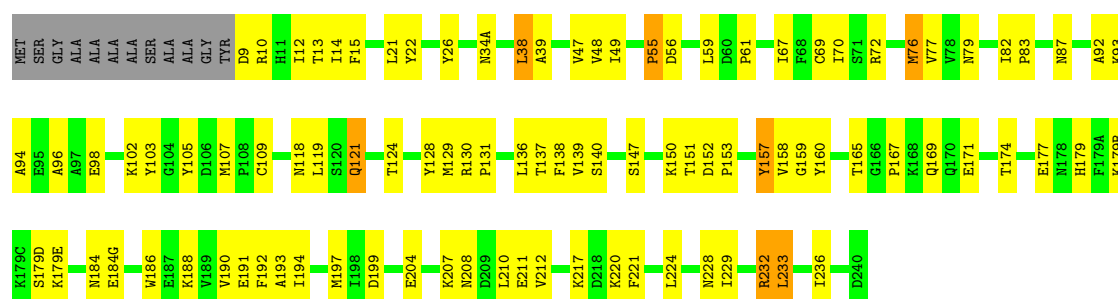 MET SER GLY ALA ALA ALA ALA SER ALA ALA GLY TYR D9 R10 H11 I12 T13 I14 F15 L21 Y22 Y26 N34A L38 A39 V47 V48 I49 P55 D56 L59 D60 P61 I67 F68 C69 I70 S71 R72 M76 V77 V78 N79 I82 P83 N87 A92 K93
A94 E95 A96 A97 E98 K102 Y103 G104 Y105 D106 M107 P108 C109 N118 L119 S120 Q121 T124 Y128 M129 R130 P131 L136 T137 F138 V139 S140 S147 K150 T151 D152 P153 Y157 V158 G159 Y160 T165 G166 P167 K168 Q169 Q170 E171 T174 E177 N178 H179 F179A K179B
K179C S179D K179E N184 E184G W186 E187 K188 V189 V190 E191 F192 A193 I194 M197 I198 D199 E204 K207 N208 D209 L210 E211 V212 K217 D218 K220 F221 L224 N228 I229 R232 L233 I236 D240